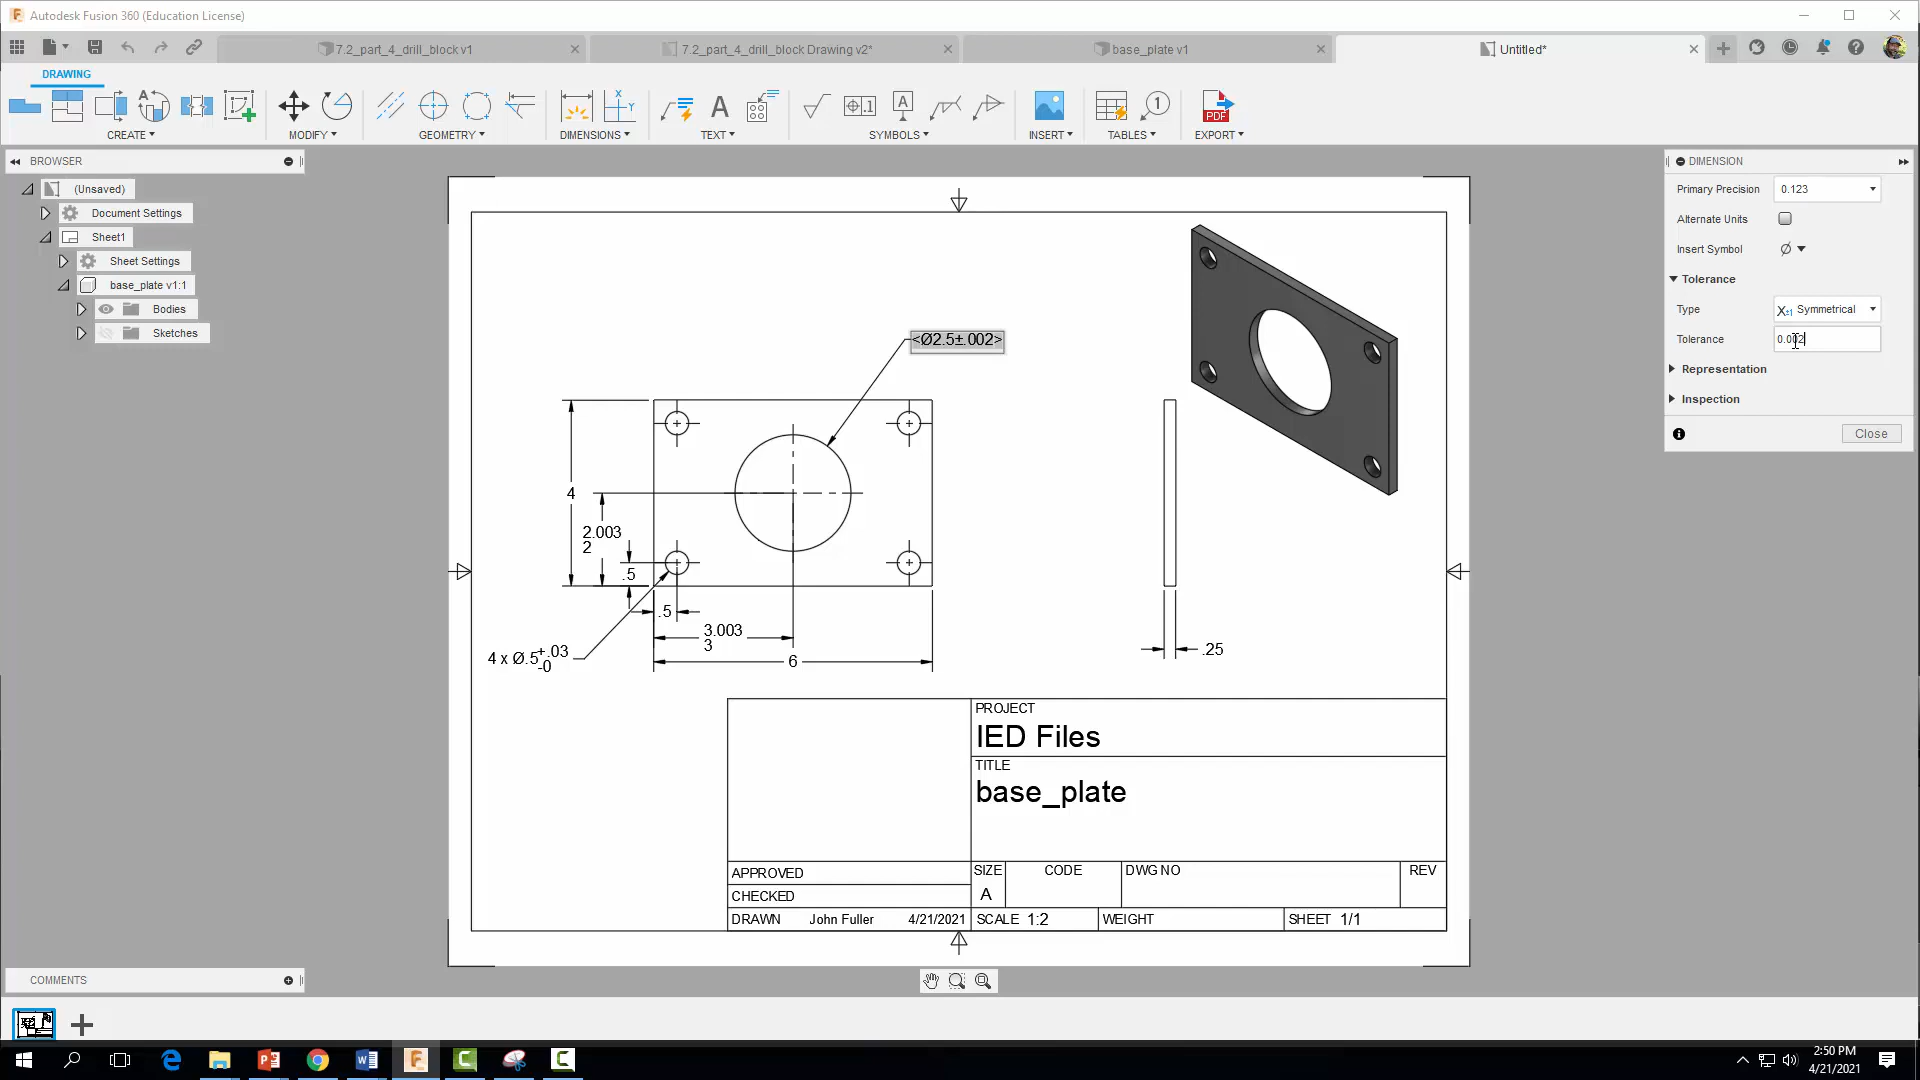 Autodesk Fusion 360 (Education License)
7.2_part_4_drill_block v1
7.2_part_4_drill_block Drawing v2*
base_plate v1
Untitled*
DRAWING
CREATE
MODIFY
GEOMETRY
DIMENSIONS
TEXT
SYMBOLS
INSERT
TABLES
EXPORT
BROWSER
(Unsaved)
Document Settings
Sheet1
Sheet Settings
base_plate v1:1
Bodies
Sketches
DIMENSION
Primary Precision 0.123
Alternate Units
Insert Symbol Ø
Tolerance
Type Symmetrical
Tolerance 0.002
Representation
Inspection
Close
<Ø2.5±.002>
4
2.003
2
.5
.5
3.003
3
6
4 x Ø.5 +.03
-0
.25
PROJECT
IED Files
TITLE
base_plate
APPROVED
CHECKED
DRAWN John Fuller 4/21/2021
SIZE
A
CODE
DWG NO
REV
SCALE 1:2
WEIGHT
SHEET 1/1
COMMENTS
2:50 PM
4/21/2021